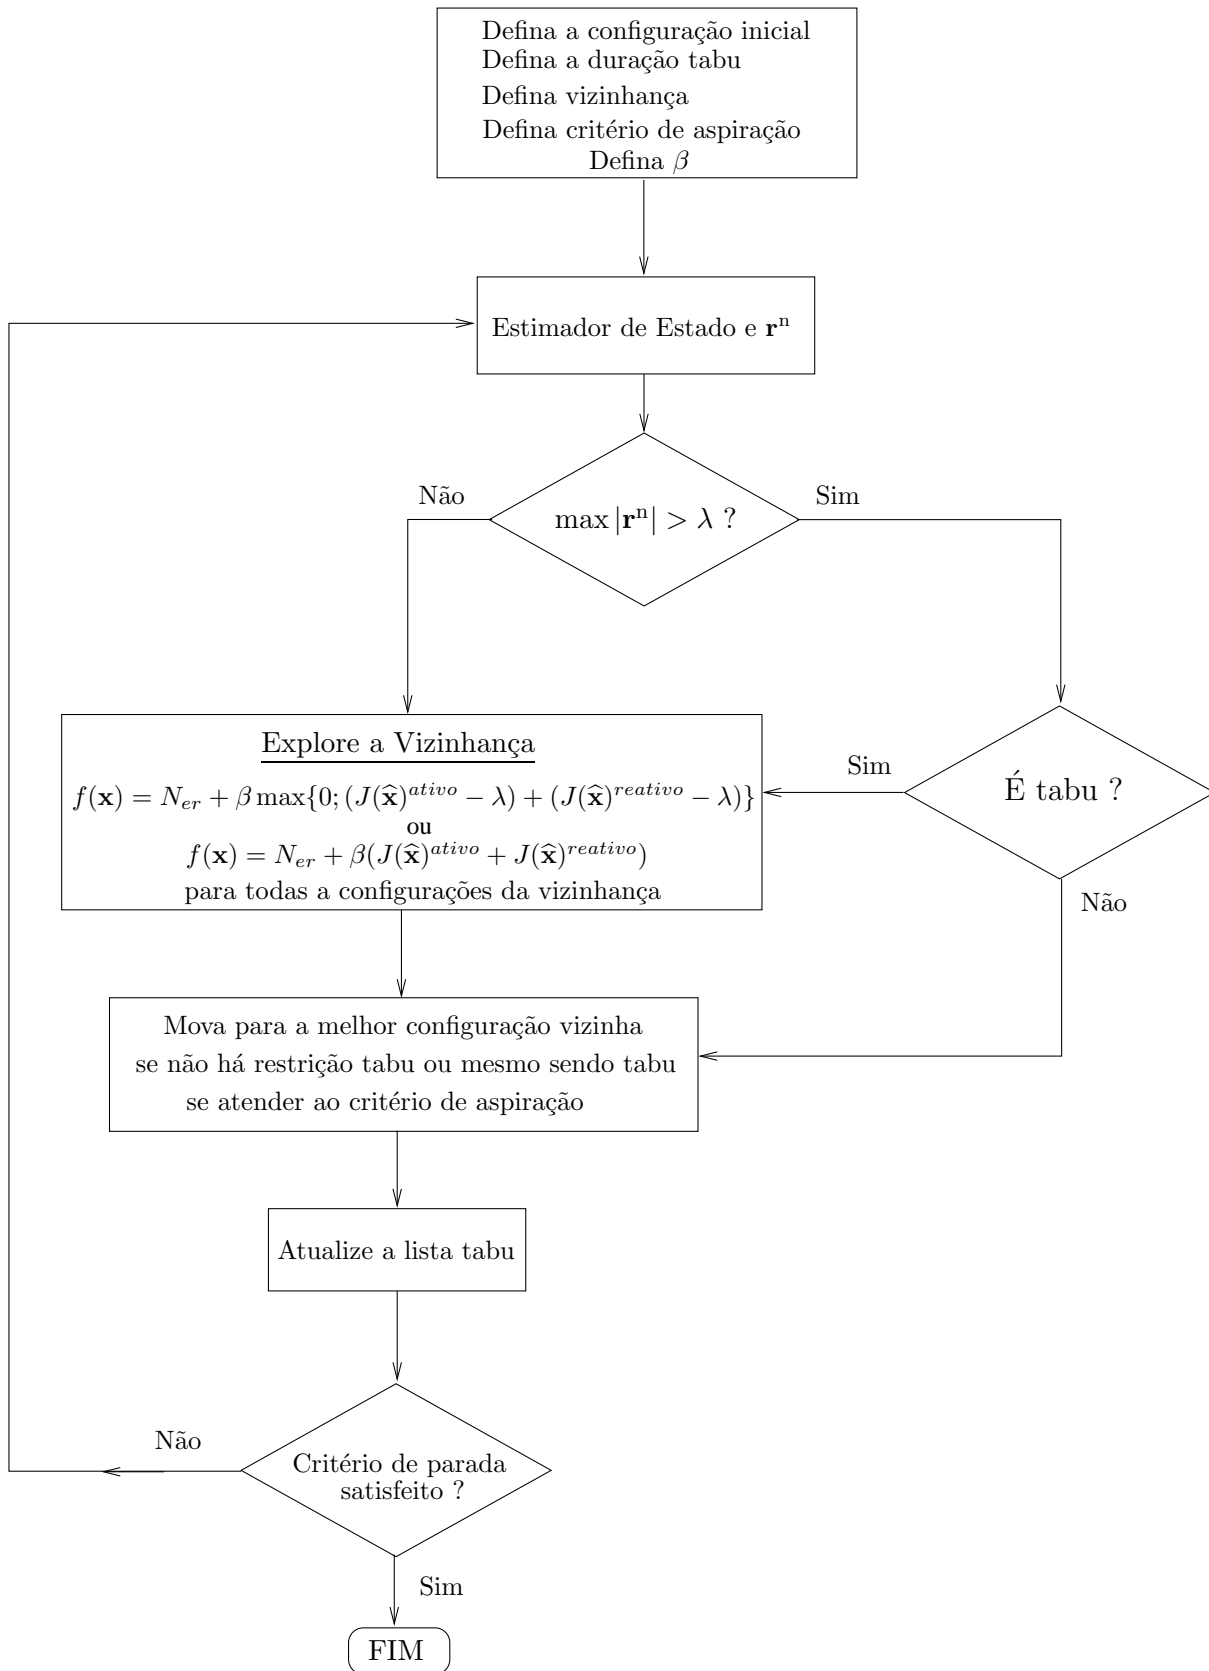 Defina a configuração inicial
Defina a duração tabu
Defina vizinhança
Defina critério de aspiração
Defina β
Estimador de Estado e rⁿ
Não
Sim
max |rⁿ| > λ ?
Explore a Vizinhança
f(x) = N_er + β max{0; (J(x̂)^ativo − λ) + (J(x̂)^reativo − λ)}
ou
f(x) = N_er + β(J(x̂)^ativo + J(x̂)^reativo)
para todas a configurações da vizinhança
Sim
É tabu ?
Não
Mova para a melhor configuração vizinha
se não há restrição tabu ou mesmo sendo tabu
se atender ao critério de aspiração
Atualize a lista tabu
Não
Critério de parada
satisfeito ?
Sim
FIM